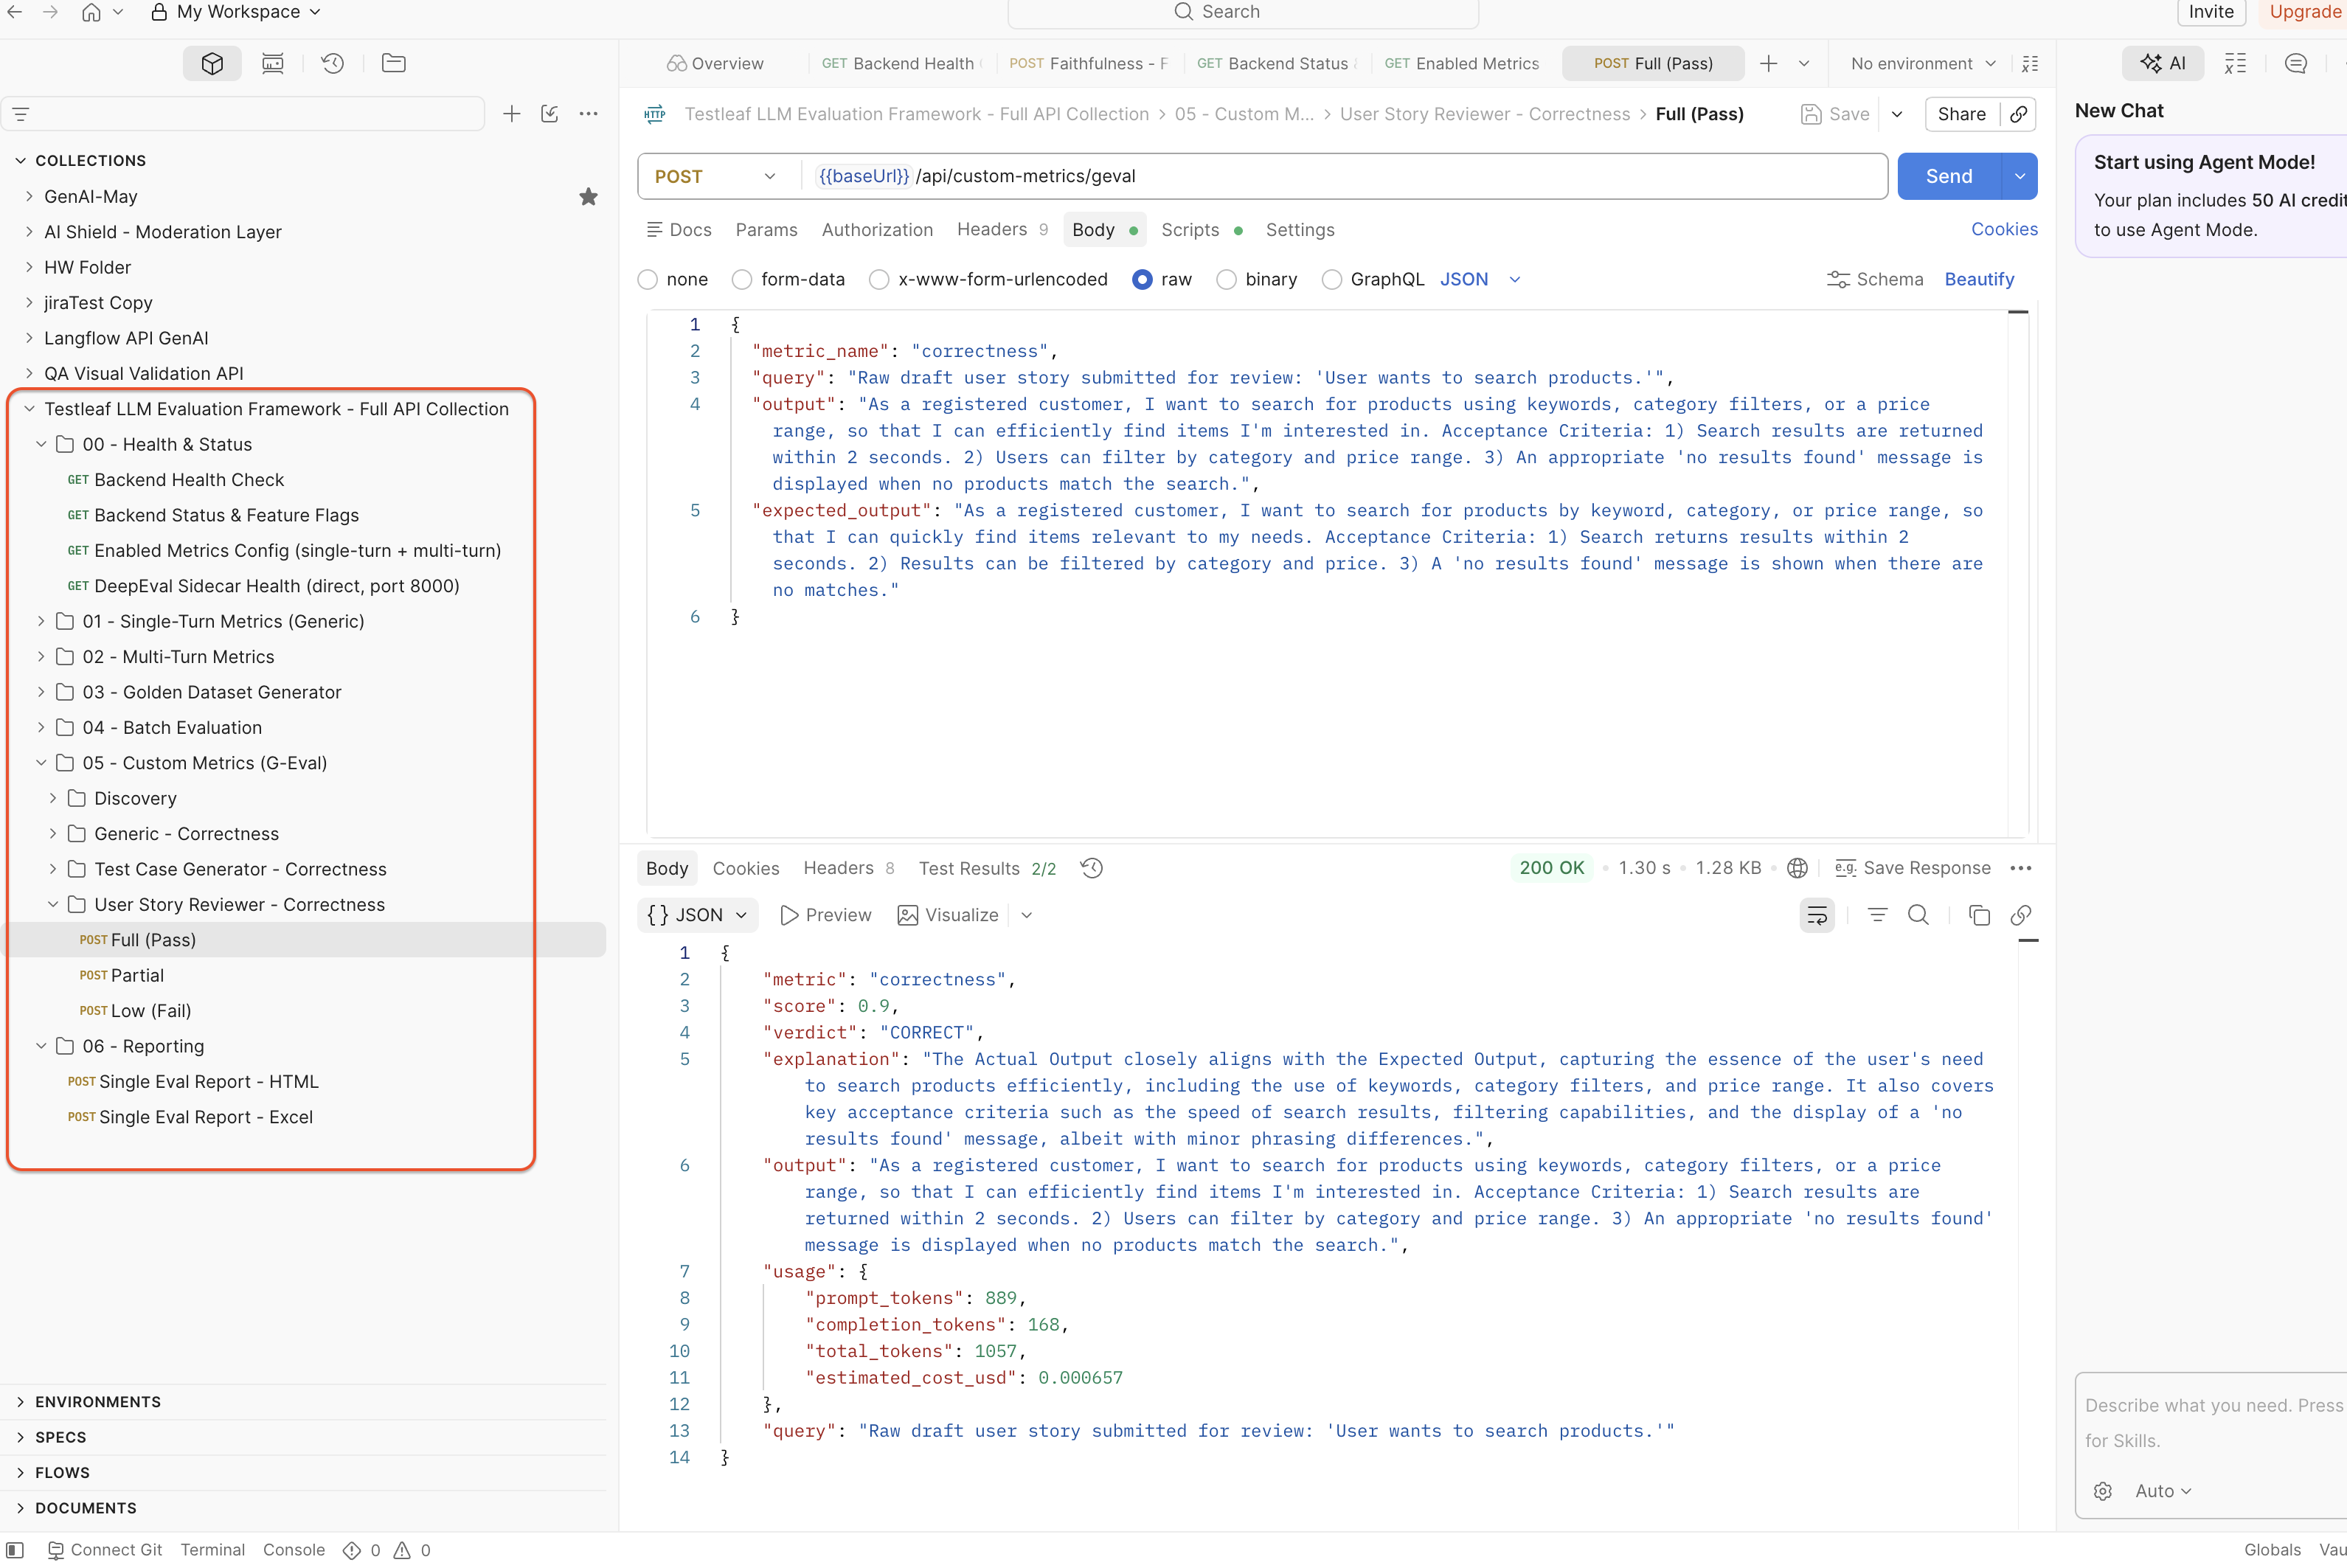 My Workspace
Search
Invite
Upgrade
Overview
GET Backend Health
POST Faithfulness - F
GET Backend Status
GET Enabled Metrics
POST Full (Pass)
No environment
AI
COLLECTIONS
GenAI-May
AI Shield - Moderation Layer
HW Folder
jiraTest Copy
Langflow API GenAI
QA Visual Validation API
Testleaf LLM Evaluation Framework - Full API Collection
00 - Health & Status
GET Backend Health Check
GET Backend Status & Feature Flags
GET Enabled Metrics Config (single-turn + multi-turn)
GET DeepEval Sidecar Health (direct, port 8000)
01 - Single-Turn Metrics (Generic)
02 - Multi-Turn Metrics
03 - Golden Dataset Generator
04 - Batch Evaluation
05 - Custom Metrics (G-Eval)
Discovery
Generic - Correctness
Test Case Generator - Correctness
User Story Reviewer - Correctness
POST Full (Pass)
POST Partial
POST Low (Fail)
06 - Reporting
POST Single Eval Report - HTML
POST Single Eval Report - Excel
ENVIRONMENTS
SPECS
FLOWS
DOCUMENTS
HTTP Testleaf LLM Evaluation Framework - Full API Collection > 05 - Custom M... > User Story Reviewer - Correctness > Full (Pass)
Save
Share
POST
{{baseUrl}} /api/custom-metrics/geval
Send
Docs Params Authorization Headers 9 Body Scripts Settings
Cookies
none form-data x-www-form-urlencoded raw binary GraphQL JSON
Schema Beautify
1 {
2 "metric_name": "correctness",
3 "query": "Raw draft user story submitted for review: 'User wants to search products.'",
4 "output": "As a registered customer, I want to search for products using keywords, category filters, or a price
range, so that I can efficiently find items I'm interested in. Acceptance Criteria: 1) Search results are returned
within 2 seconds. 2) Users can filter by category and price range. 3) An appropriate 'no results found' message is
displayed when no products match the search.",
5 "expected_output": "As a registered customer, I want to search for products by keyword, category, or price range, so
that I can quickly find items relevant to my needs. Acceptance Criteria: 1) Search returns results within 2
seconds. 2) Results can be filtered by category and price. 3) A 'no results found' message is shown when there are
no matches."
6 }
Body Cookies Headers 8 Test Results 2/2
200 OK • 1.30 s • 1.28 KB
e.g. Save Response
{} JSON Preview Visualize
1 {
2 "metric": "correctness",
3 "score": 0.9,
4 "verdict": "CORRECT",
5 "explanation": "The Actual Output closely aligns with the Expected Output, capturing the essence of the user's need
to search products efficiently, including the use of keywords, category filters, and price range. It also covers
key acceptance criteria such as the speed of search results, filtering capabilities, and the display of a 'no
results found' message, albeit with minor phrasing differences.",
6 "output": "As a registered customer, I want to search for products using keywords, category filters, or a price
range, so that I can efficiently find items I'm interested in. Acceptance Criteria: 1) Search results are
returned within 2 seconds. 2) Users can filter by category and price range. 3) An appropriate 'no results found'
message is displayed when no products match the search.",
7 "usage": {
8 "prompt_tokens": 889,
9 "completion_tokens": 168,
10 "total_tokens": 1057,
11 "estimated_cost_usd": 0.000657
12 },
13 "query": "Raw draft user story submitted for review: 'User wants to search products.'"
14 }
New Chat
Start using Agent Mode!
Your plan includes 50 AI credit
to use Agent Mode.
Describe what you need. Press
for Skills.
Auto
Connect Git Terminal Console 0 0
Globals Vau